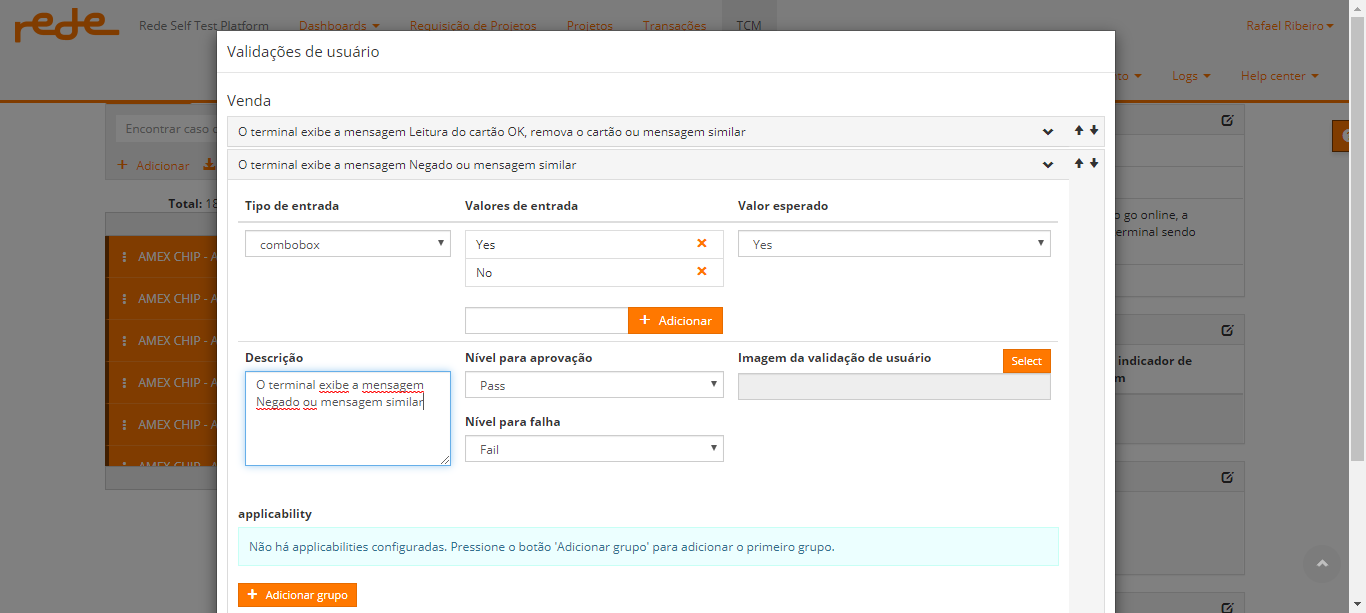 rede
Rede Self Test Platform
Dashboards
Requisição de Projetos
Projetos
Transações
TCM
Rafael Ribeiro
Logs
Help center
Validações de usuário
Venda
O terminal exibe a mensagem Leitura do cartão OK, remova o cartão ou mensagem similar
O terminal exibe a mensagem Negado ou mensagem similar
Encontrar caso
Adicionar
Total: 18
AMEX CHIP - A
AMEX CHIP - A
AMEX CHIP - A
AMEX CHIP - A
AMEX CHIP - A
AMEX CHIP -
Tipo de entrada
Valores de entrada
Valor esperado
combobox
Yes
Yes
No
+ Adicionar
Descrição
Nível para aprovação
Imagem da validação de usuário
Select
O terminal exibe a mensagem
Negado ou mensagem similar
Pass
Nível para falha
Fail
applicability
Não há applicabilities configuradas. Pressione o botão 'Adicionar grupo' para adicionar o primeiro grupo.
+ Adicionar grupo
go online, a
terminal sendo
indicador de